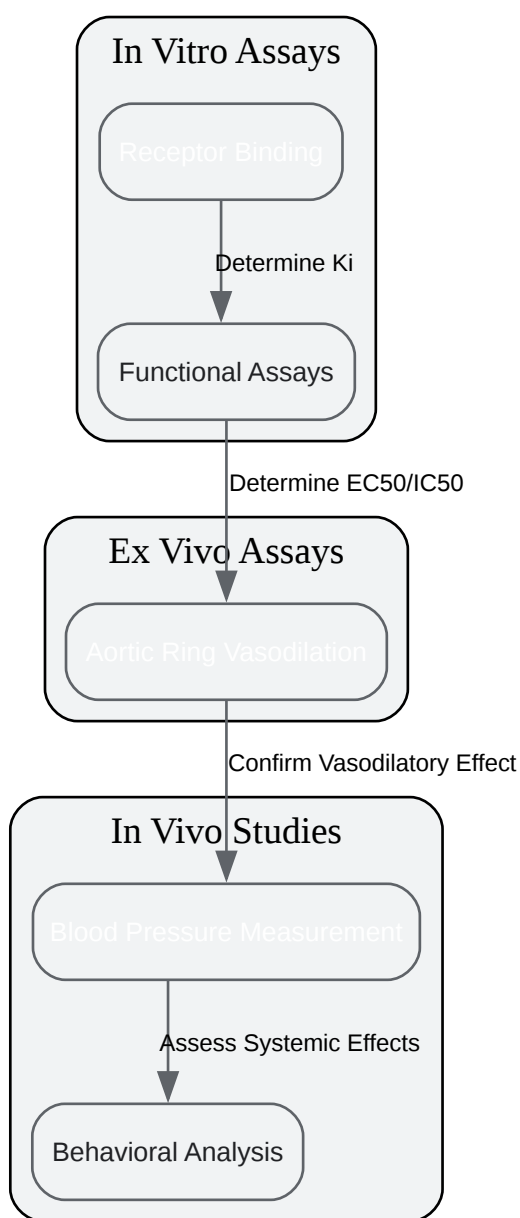 In Vitro Assays
Receptor Binding
Determine Ki
Functional Assays
Determine EC50/IC50
Ex Vivo Assays
Aortic Ring Vasodilation
Confirm Vasodilatory Effect
In Vivo Studies
Blood Pressure Measurement
Assess Systemic Effects
Behavioral Analysis